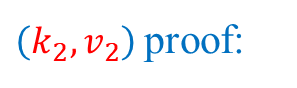 (k₂, v₂) proof: